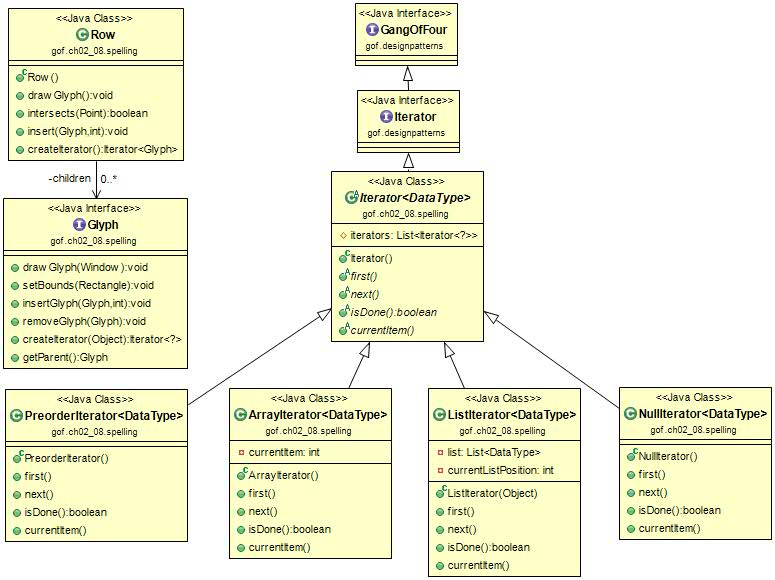 <<Java Class>>
C Row
gof.ch02_08.spelling
C Row()
drawGlyph():void
intersects(Point):boolean
insert(Glyph,int):void
createIterator():Iterator<Glyph>
-children 0..*
<<Java Interface>>
I Glyph
gof.ch02_08.spelling
drawGlyph(Window):void
setBounds(Rectangle):void
insertGlyph(Glyph,int):void
removeGlyph(Glyph):void
createIterator(Object):Iterator<?>
getParent():Glyph
<<Java Interface>>
I GangOfFour
gof.designpatterns
<<Java Interface>>
I Iterator
gof.designpatterns
<<Java Class>>
C A Iterator<DataType>
gof.ch02_08.spelling
iterators: List<Iterator<?>>
C Iterator()
A first()
A next()
A isDone():boolean
A currentItem()
<<Java Class>>
C PreorderIterator<DataType>
gof.ch02_08.spelling
C PreorderIterator()
first()
next()
isDone():boolean
currentItem()
<<Java Class>>
C ArrayIterator<DataType>
gof.ch02_08.spelling
currentItem: int
C ArrayIterator()
first()
next()
isDone():boolean
currentItem()
<<Java Class>>
C ListIterator<DataType>
gof.ch02_08.spelling
list: List<DataType>
currentListPosition: int
C ListIterator(Object)
first()
next()
isDone():boolean
currentItem()
<<Java Class>>
C NullIterator<DataType>
gof.ch02_08.spelling
C NullIterator()
first()
next()
isDone():boolean
currentItem()